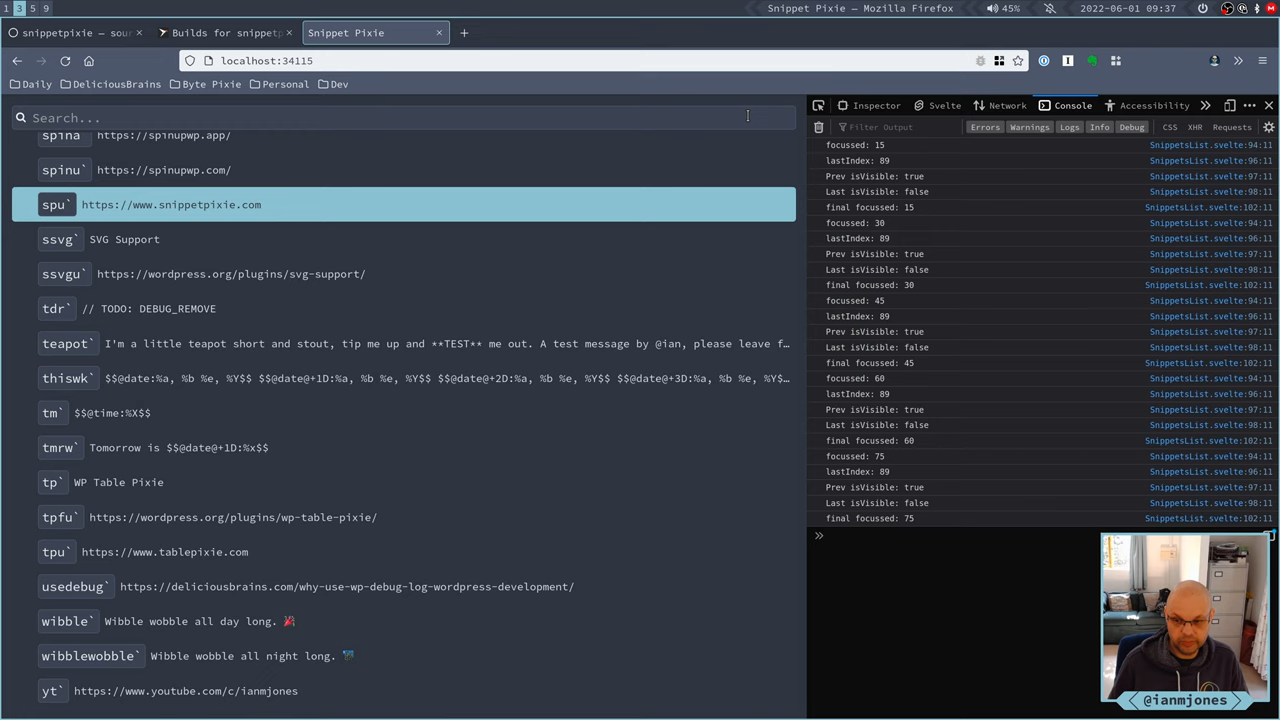 1 3 5 9
Snippet Pixie — Mozilla Firefox
45%
2022-06-01 09:37
snippetpixie — sou
Builds for snippetp
Snippet Pixie
localhost:34115
Daily
DeliciousBrains
Byte Pixie
Personal
Dev
Search...
spina https://spinupwp.app/
spinu` https://spinupwp.com/
spu` https://www.snippetpixie.com
ssvg` SVG Support
ssvgu` https://wordpress.org/plugins/svg-support/
tdr` // TODO: DEBUG_REMOVE
teapot` I'm a little teapot short and stout, tip me up and **TEST** me out. A test message by @ian, please leave f…
thiswk` $$@date:%a, %b %e, %Y$$ $$@date@+1D:%a, %b %e, %Y$$ $$@date@+2D:%a, %b %e, %Y$$ $$@date@+3D:%a, %b %e, %Y$…
tm` $$@time:%X$$
tmrw` Tomorrow is $$@date@+1D:%x$$
tp` WP Table Pixie
tpfu` https://wordpress.org/plugins/wp-table-pixie/
tpu` https://www.tablepixie.com
usedebug` https://deliciousbrains.com/why-use-wp-debug-log-wordpress-development/
wibble` Wibble wobble all day long. 🎉
wibblewobble` Wibble wobble all night long.
yt` https://www.youtube.com/c/ianmjones
Inspector
Svelte
Network
Console
Accessibility
Filter Output
Errors
Warnings
Logs
Info
Debug
CSS
XHR
Requests
focussed: 15 SnippetsList.svelte:94:11
lastIndex: 89 SnippetsList.svelte:96:11
Prev isVisible: true SnippetsList.svelte:97:11
Last isVisible: false SnippetsList.svelte:98:11
final focussed: 15 SnippetsList.svelte:102:11
focussed: 30 SnippetsList.svelte:94:11
lastIndex: 89 SnippetsList.svelte:96:11
Prev isVisible: true SnippetsList.svelte:97:11
Last isVisible: false SnippetsList.svelte:98:11
final focussed: 30 SnippetsList.svelte:102:11
focussed: 45 SnippetsList.svelte:94:11
lastIndex: 89 SnippetsList.svelte:96:11
Prev isVisible: true SnippetsList.svelte:97:11
Last isVisible: false SnippetsList.svelte:98:11
final focussed: 45 SnippetsList.svelte:102:11
focussed: 60 SnippetsList.svelte:94:11
lastIndex: 89 SnippetsList.svelte:96:11
Prev isVisible: true SnippetsList.svelte:97:11
Last isVisible: false SnippetsList.svelte:98:11
final focussed: 60 SnippetsList.svelte:102:11
focussed: 75 SnippetsList.svelte:94:11
lastIndex: 89 SnippetsList.svelte:96:11
Prev isVisible: true SnippetsList.svelte:97:11
Last isVisible: false SnippetsList.svelte:98:11
final focussed: 75 SnippetsList.svelte:102:11
@ianmjones